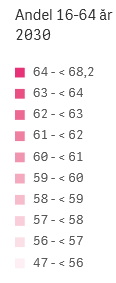 Andel 16-64 år
2030
64 - < 68,2
63 - < 64
62 - < 63
61 - < 62
60 - < 61
59 - < 60
58 - < 59
57 - < 58
56 - < 57
47 - < 56